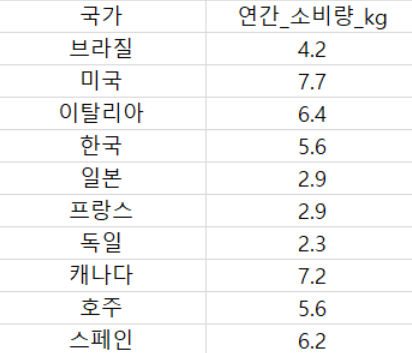 국가 연간_소비량_kg
브라질 4.2
미국 7.7
이탈리아 6.4
한국 5.6
일본 2.9
프랑스 2.9
독일 2.3
캐나다 7.2
호주 5.6
스페인 6.2